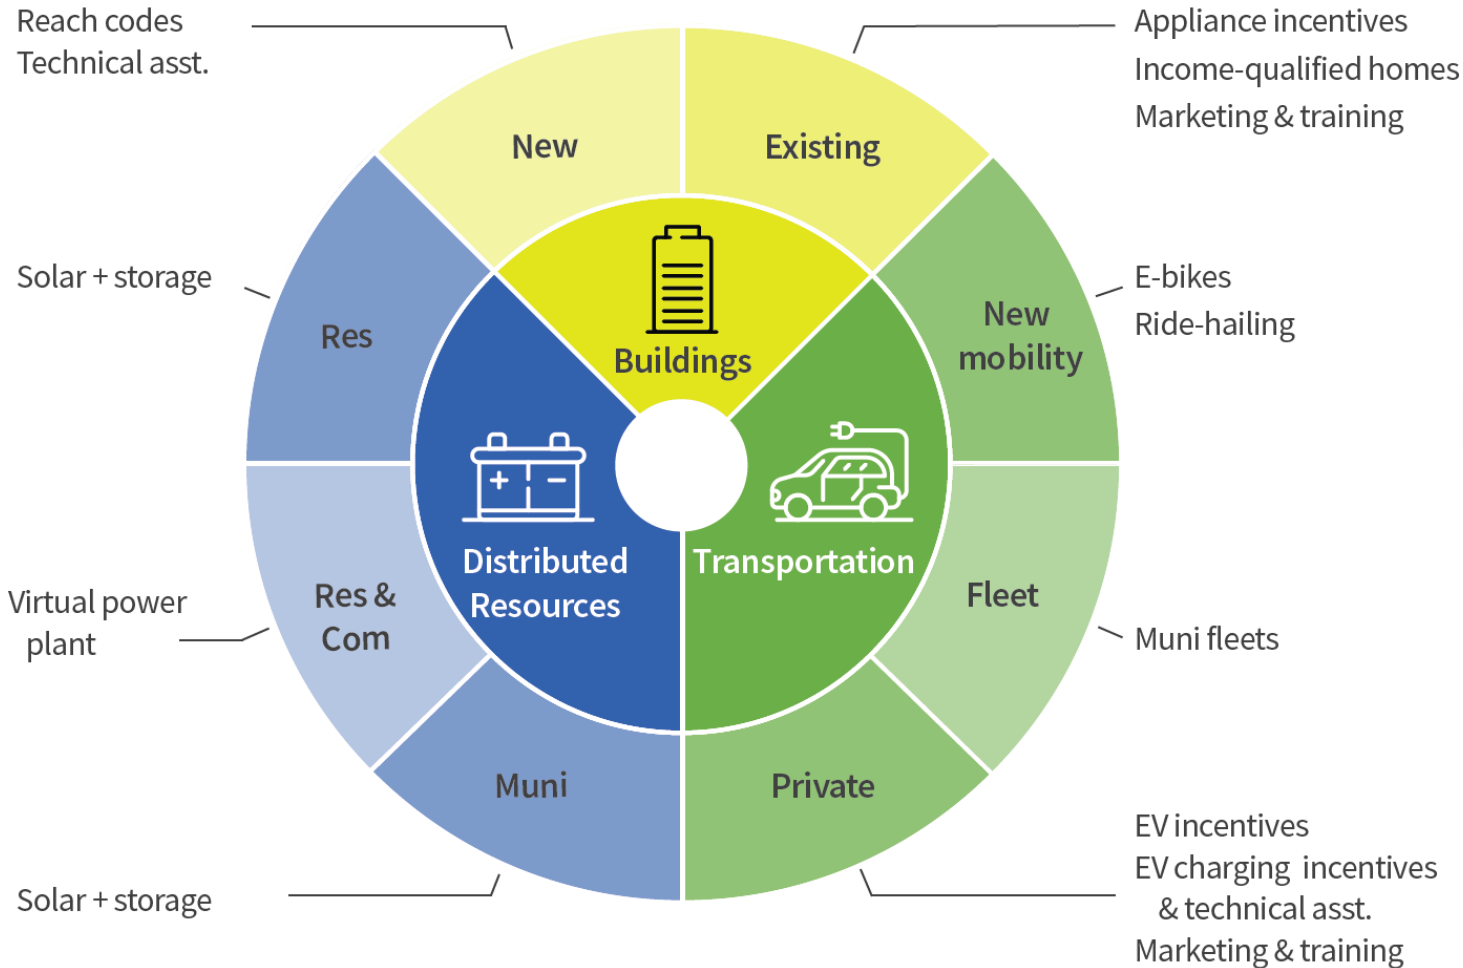 Reach codes
Technical asst.
Appliance incentives
Income-qualified homes
Marketing & training
New
Existing
Solar + storage
Res
Buildings
New
mobility
E-bikes
Ride-hailing
Distributed
Resources
Transportation
Virtual power
plant
Res &
Com
Fleet
Muni fleets
Muni
Private
Solar + storage
EV incentives
EV charging incentives
& technical asst.
Marketing & training